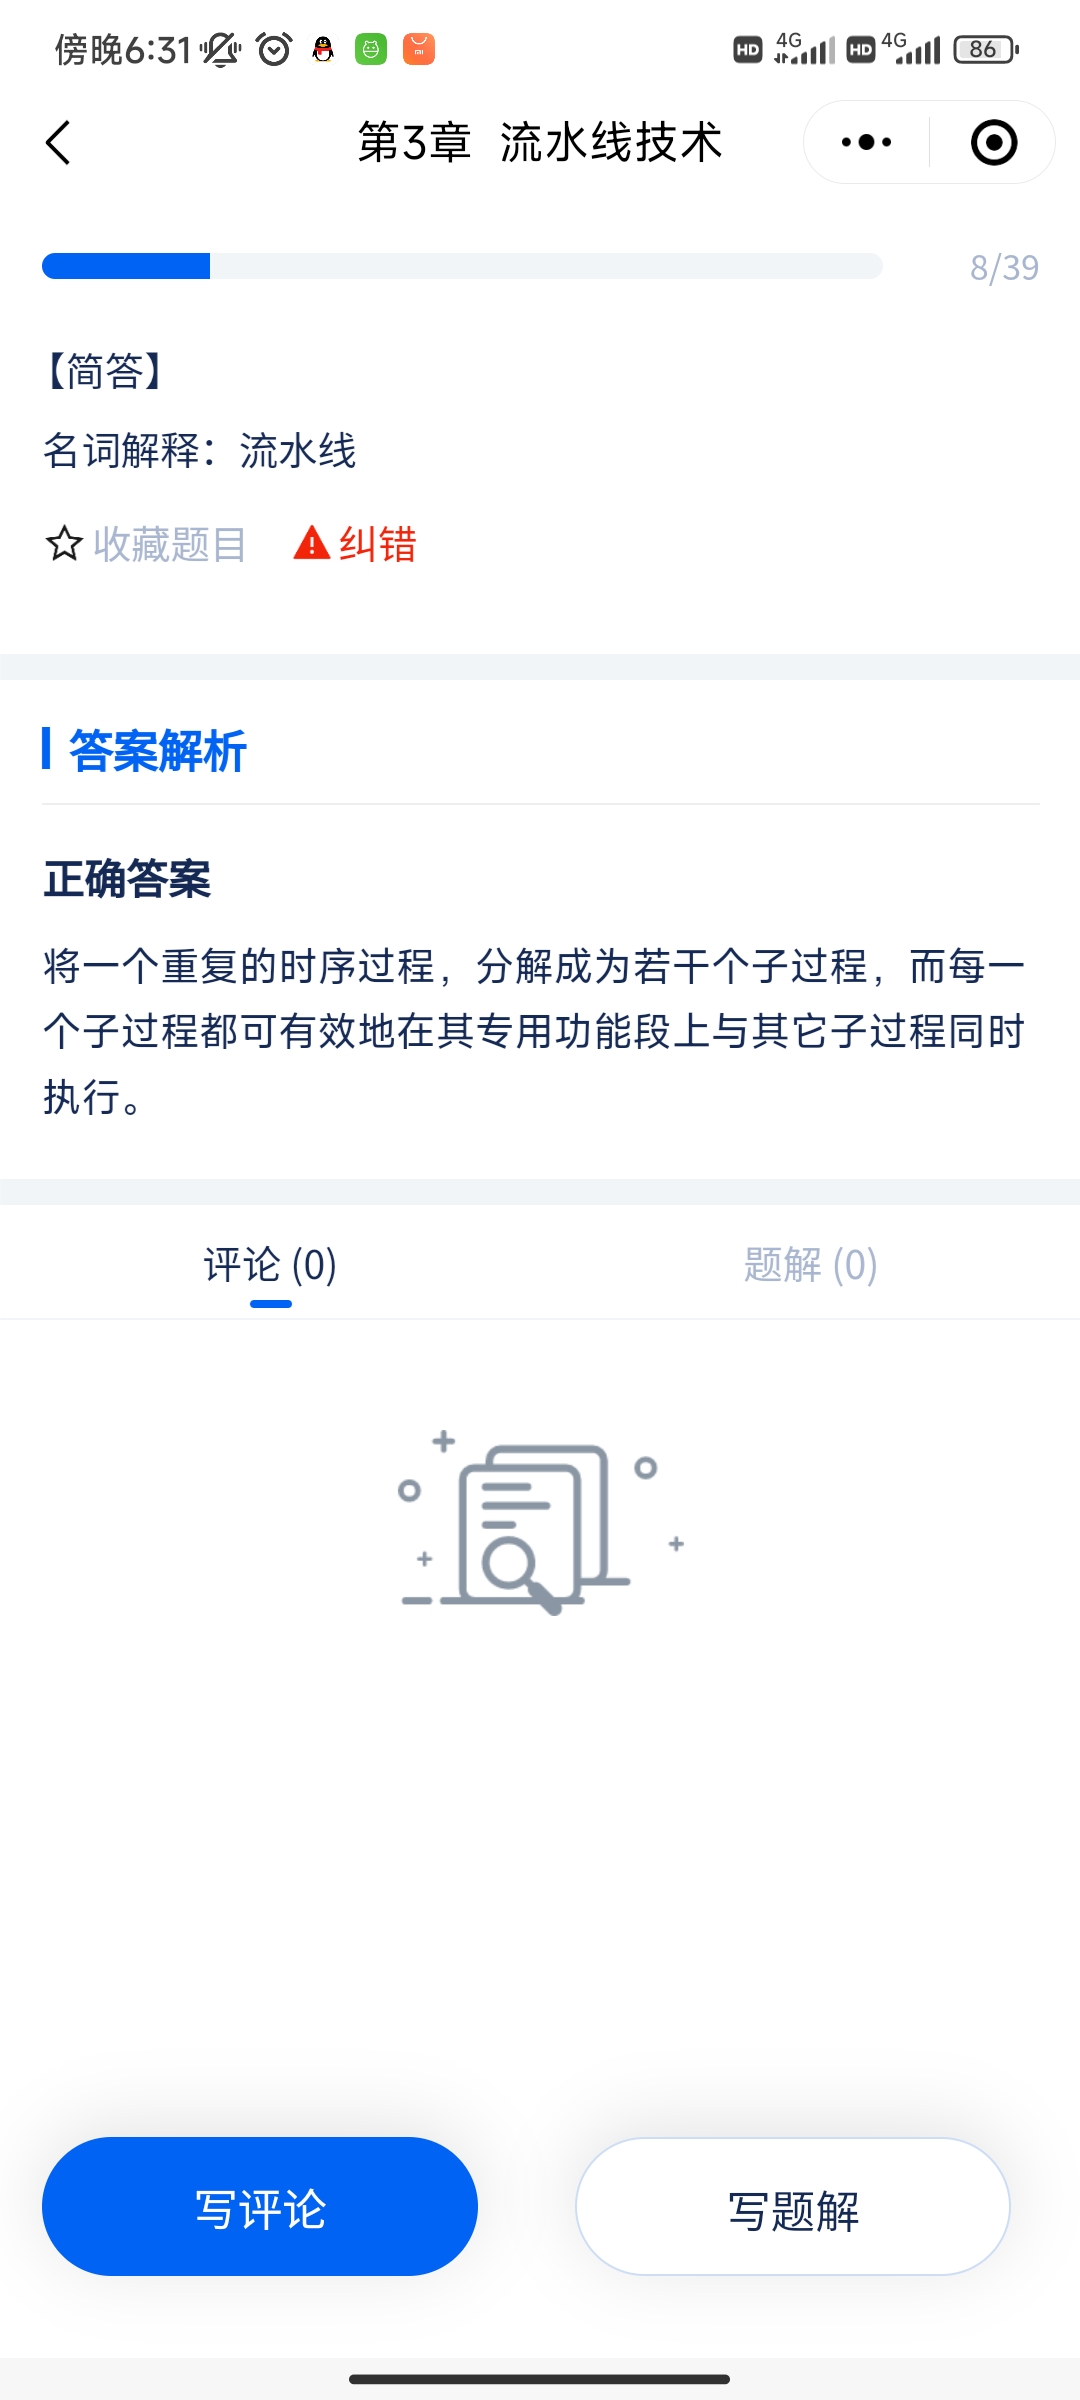 傍晚6:31 HD 4G HD 4G 86
第3章 流水线技术
8/39
【简答】
名词解释：流水线
收藏题目 纠错
答案解析
正确答案
将一个重复的时序过程，分解成为若干个子过程，而每一
个子过程都可有效地在其专用功能段上与其它子过程同时
执行。
评论 (0) 题解 (0)
写评论 写题解